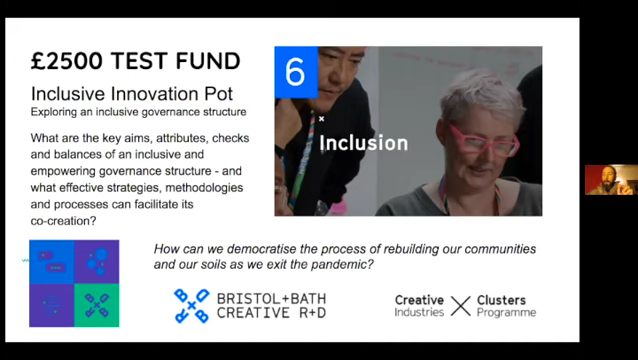 £2500 TEST FUND
Inclusive Innovation Pot
Exploring an inclusive governance structure
What are the key aims, attributes, checks
and balances of an inclusive and
empowering governance structure - and
what effective strategies, methodologies
and processes can facilitate its
co-creation?
6
Inclusion
How can we democratise the process of rebuilding our communities
and our soils as we exit the pandemic?
BRISTOL+BATH
CREATIVE R+D
Creative Industries
Clusters Programme